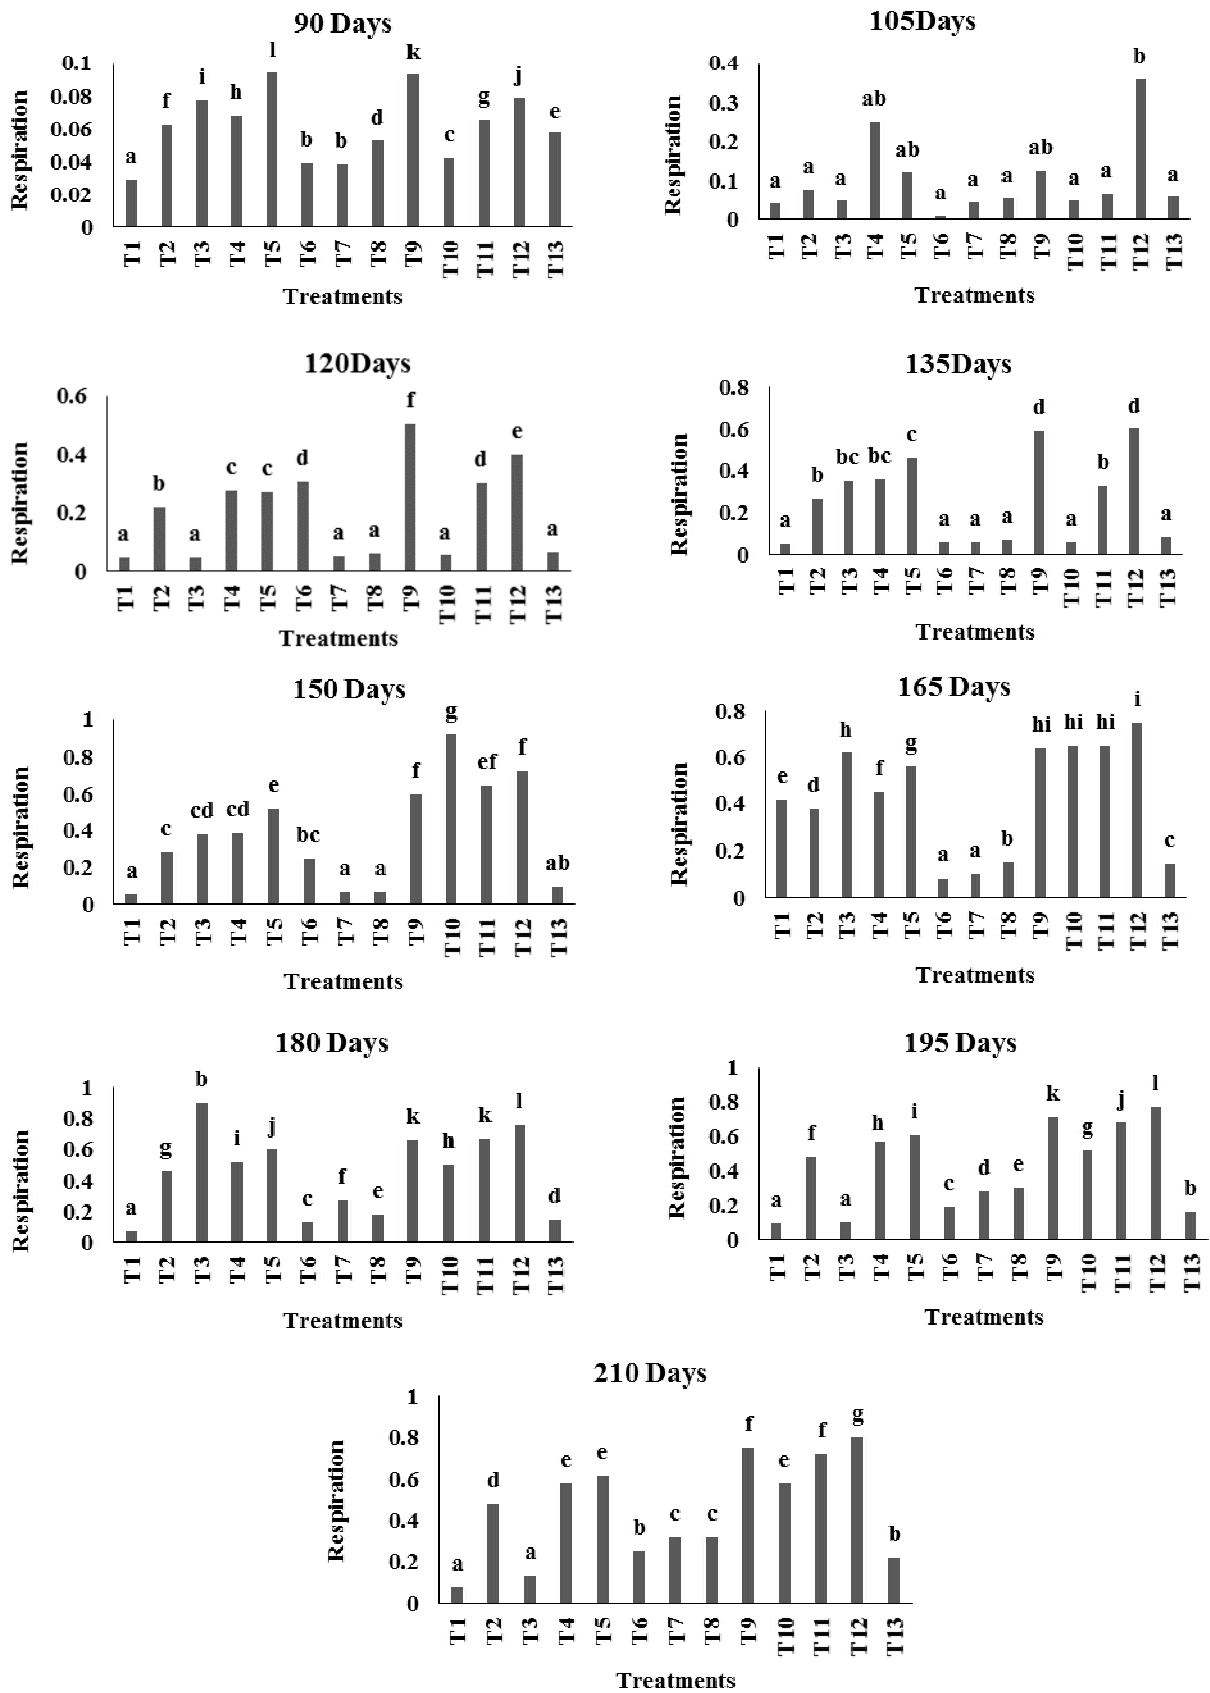 90 Days
Respiration
0.1
0.08
0.06
0.04
0.02
0
a f i h l b b d k c g j e
T1 T2 T3 T4 T5 T6 T7 T8 T9 T10 T11 T12 T13
Treatments
105Days
Respiration
0.4
0.3
0.2
0.1
0
a a a ab ab a a a ab a a b a
T1 T2 T3 T4 T5 T6 T7 T8 T9 T10 T11 T12 T13
Treatments
120Days
Respiration
0.6
0.4
0.2
0
a b a c c d a a f a d e a
T1 T2 T3 T4 T5 T6 T7 T8 T9 T10 T11 T12 T13
Treatments
135Days
Respiration
0.8
0.6
0.4
0.2
0
a b bc bc c a a a d a b d a
T1 T2 T3 T4 T5 T6 T7 T8 T9 T10 T11 T12 T13
Treatments
150 Days
Respiration
1
0.8
0.6
0.4
0.2
0
a c cd cd e bc a a f g ef f ab
T1 T2 T3 T4 T5 T6 T7 T8 T9 T10 T11 T12 T13
Treatments
165 Days
Respiration
0.8
0.6
0.4
0.2
0
e d h f g a a b hi hi hi i c
T1 T2 T3 T4 T5 T6 T7 T8 T9 T10 T11 T12 T13
Treatments
180 Days
Respiration
1
0.8
0.6
0.4
0.2
0
a g b i j c f e k h k l d
T1 T2 T3 T4 T5 T6 T7 T8 T9 T10 T11 T12 T13
Treatments
195 Days
Respiration
1
0.8
0.6
0.4
0.2
0
a f a h i c d e k g j l b
T1 T2 T3 T4 T5 T6 T7 T8 T9 T10 T11 T12 T13
Treatments
210 Days
Respiration
1
0.8
0.6
0.4
0.2
0
a d a e e b c c f e f g b
T1 T2 T3 T4 T5 T6 T7 T8 T9 T10 T11 T12 T13
Treatments